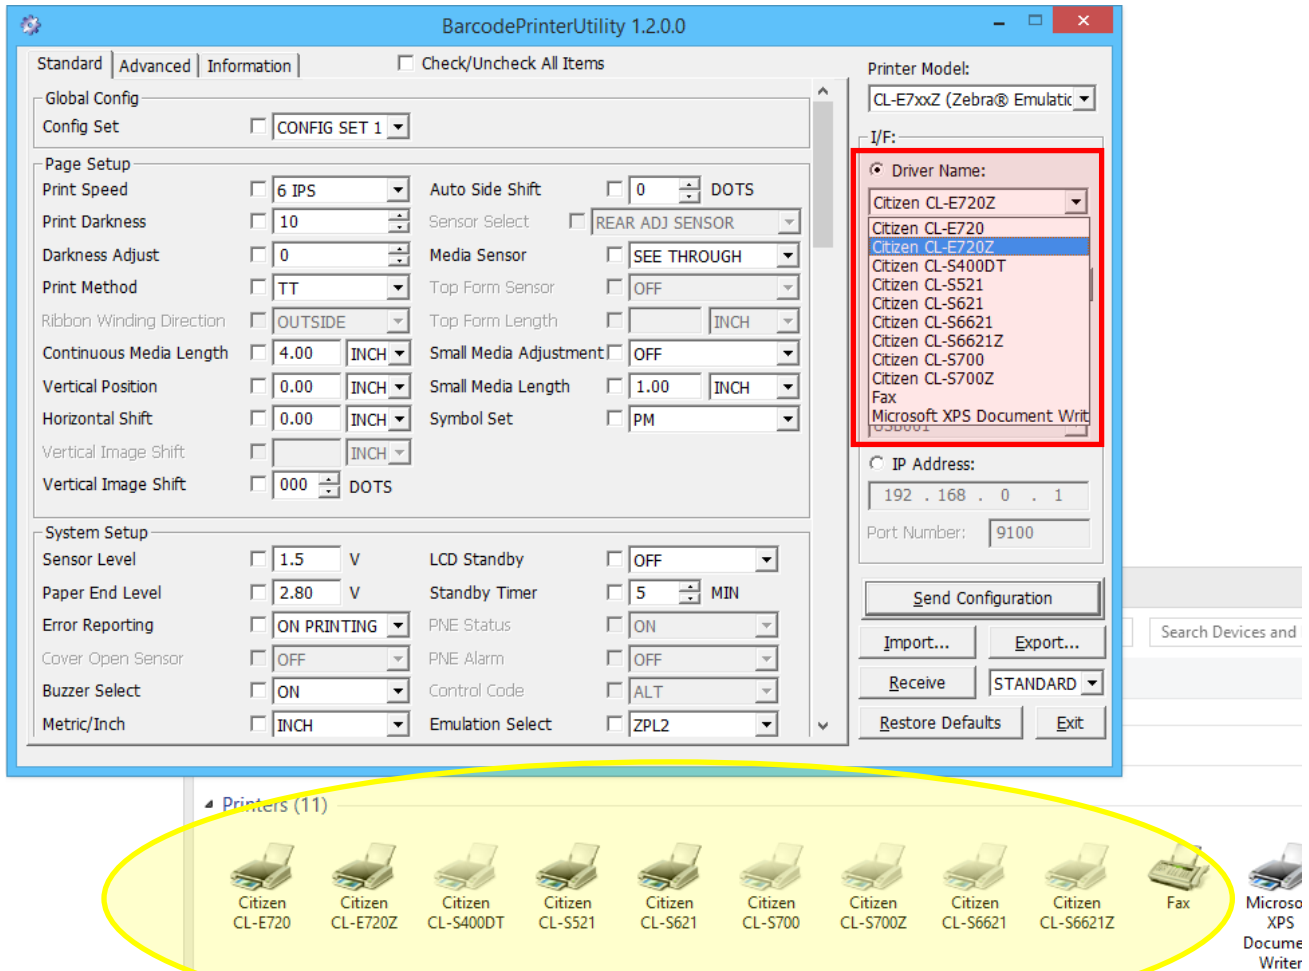 BarcodePrinterUtility 1.2.0.0
Standard Advanced Information Check/Uncheck All Items
Global Config
Config Set CONFIG SET 1
Page Setup
Print Speed 6 IPS Auto Side Shift 0 DOTS
Print Darkness 10 Sensor Select REAR ADJ SENSOR
Darkness Adjust 0 Media Sensor SEE THROUGH
Print Method TT Top Form Sensor OFF
Ribbon Winding Direction OUTSIDE Top Form Length INCH
Continuous Media Length 4.00 INCH Small Media Adjustment OFF
Vertical Position 0.00 INCH Small Media Length 1.00 INCH
Horizontal Shift 0.00 INCH Symbol Set PM
Vertical Image Shift INCH
Vertical Image Shift 000 DOTS
System Setup
Sensor Level 1.5 V LCD Standby OFF
Paper End Level 2.80 V Standby Timer 5 MIN
Error Reporting ON PRINTING PNE Status ON
Cover Open Sensor OFF PNE Alarm OFF
Buzzer Select ON Control Code ALT
Metric/Inch INCH Emulation Select ZPL2
Printer Model:
CL-E7xxZ (Zebra® Emulatic
I/F:
Driver Name:
Citizen CL-E720Z
Citizen CL-E720
Citizen CL-E720Z
Citizen CL-S400DT
Citizen CL-S521
Citizen CL-S621
Citizen CL-S6621
Citizen CL-S6621Z
Citizen CL-S700
Citizen CL-S700Z
Fax
Microsoft XPS Document Writ
USB001
IP Address:
192 . 168 . 0 . 1
Port Number: 9100
Send Configuration
Import... Export...
Receive STANDARD
Restore Defaults Exit
Search Devices and
Printers (11)
Citizen CL-E720
Citizen CL-E720Z
Citizen CL-S400DT
Citizen CL-S521
Citizen CL-S621
Citizen CL-S700
Citizen CL-S700Z
Citizen CL-S6621
Citizen CL-S6621Z
Fax
Microso
XPS
Docume
Writer